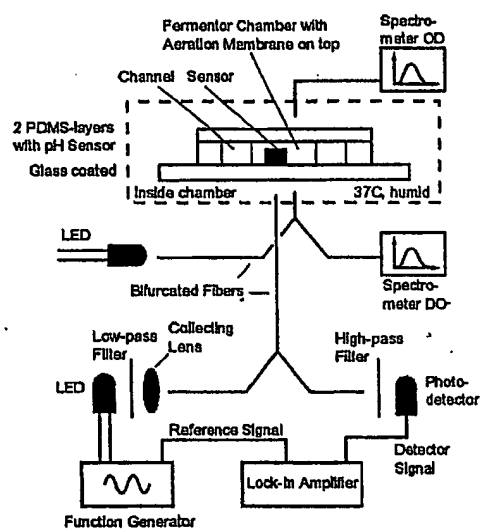 Fermentor Chamber with
Aeration Membrane on top
Spectro-
meter OD
Channel Sensor
2 PDMS-layers
with pH Sensor
Glass coated
Inside chamber
37C, humid
LED
Bifurcated Fibers
Spectro-
meter DO-
Low-pass
Filter
Collecting
Lens
High-pass
Filter
LED
Photo-
detector
Reference Signal
Detector
Signal
Lock-In Amplifier
Function Generator